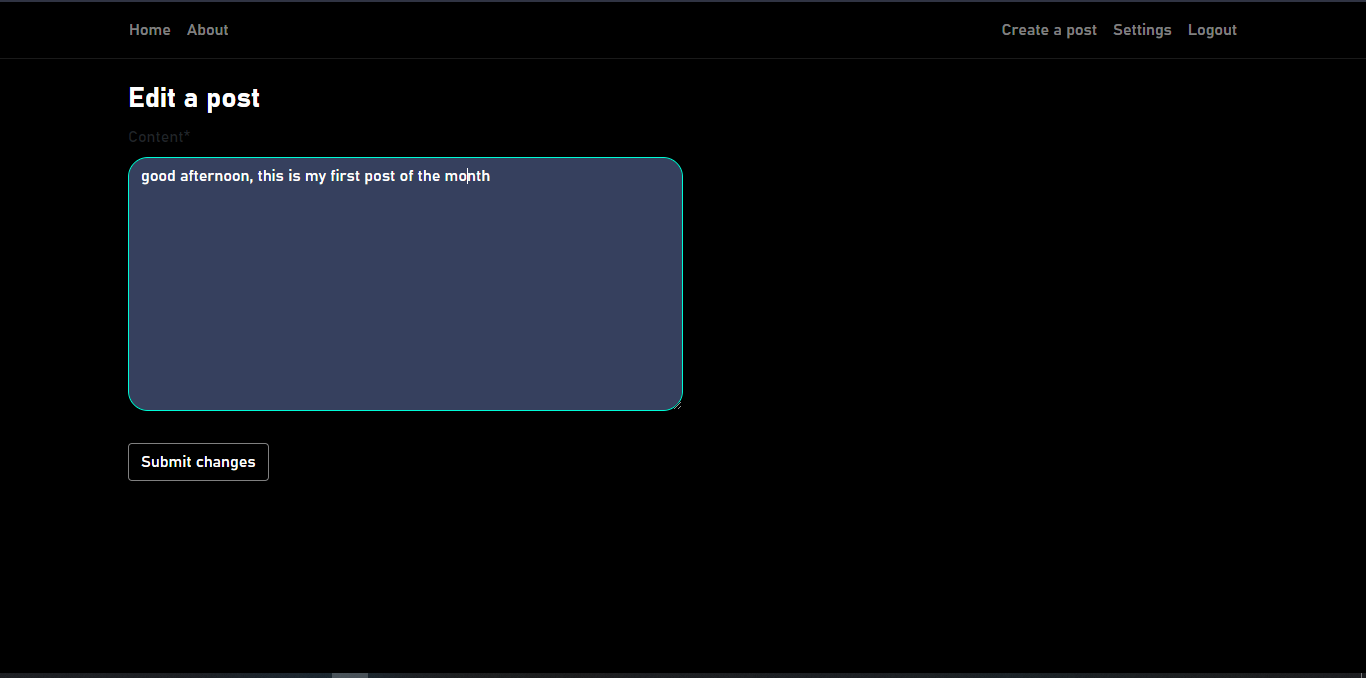 Home About Create a post Settings Logout
Edit a post
Content*
good afternoon, this is my first post of the month
Submit changes